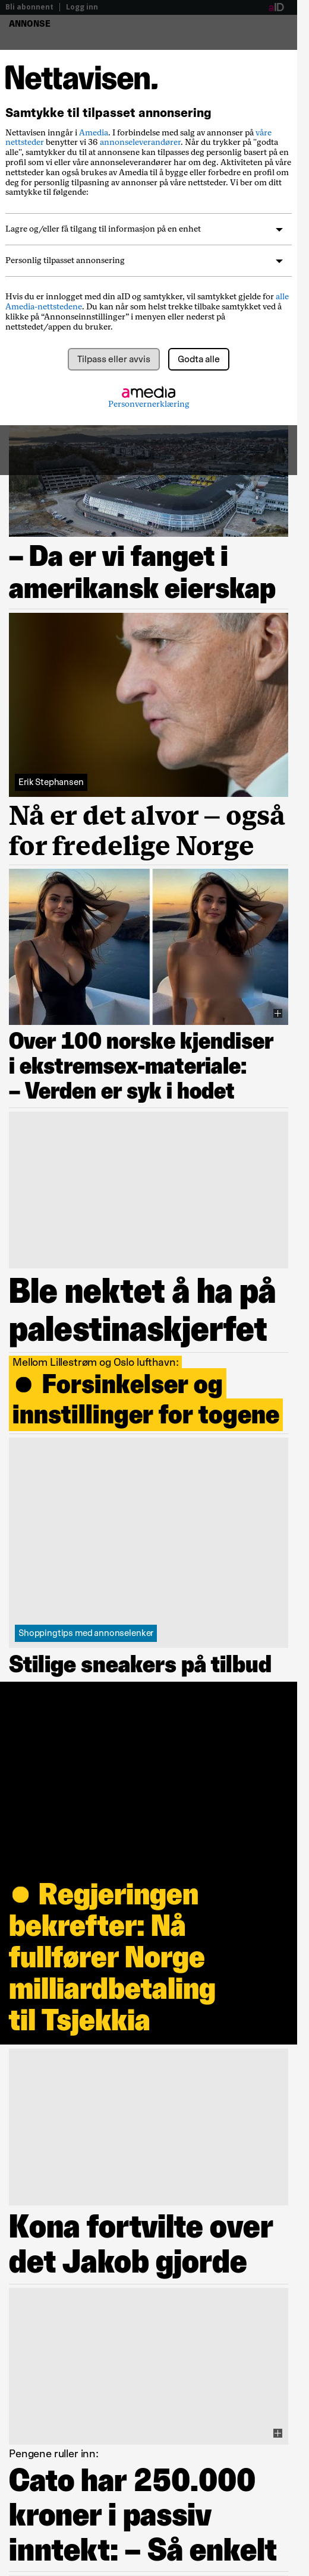 Bli abonnent | Logg inn
aID
ANNONSE
Nettavisen.
Samtykke til tilpasset annonsering
Nettavisen inngår i Amedia. I forbindelse med salg av annonser på våre
nettsteder benytter vi 36 annonseleverandører. Når du trykker på "godta
alle", samtykker du til at annonsene kan tilpasses deg personlig basert på en
profil som vi eller våre annonseleverandører har om deg. Aktiviteten på våre
nettsteder kan også brukes av Amedia til å bygge eller forbedre en profil om
deg for personlig tilpasning av annonser på våre nettsteder. Vi ber om ditt
samtykke til følgende:
Lagre og/eller få tilgang til informasjon på en enhet
Personlig tilpasset annonsering
Hvis du er innlogget med din aID og samtykker, vil samtykket gjelde for alle
Amedia-nettstedene. Du kan når som helst trekke tilbake samtykket ved å
klikke på “Annonseinnstillinger” i menyen eller nederst på
nettstedet/appen du bruker.
Tilpass eller avvis
Godta alle
amedia
Personvernerklæring
– Da er vi fanget i
amerikansk eierskap
Erik Stephansen
Nå er det alvor – også
for fredelige Norge
Over 100 norske kjendiser
i ekstremsex-materiale:
– Verden er syk i hodet
Ble nektet å ha på
palestinaskjerfet
Mellom Lillestrøm og Oslo lufthavn:
● Forsinkelser og
innstillinger for togene
Shoppingtips med annonselenker
Stilige sneakers på tilbud
● Regjeringen
bekrefter: Nå
fullfører Norge
milliardbetaling
til Tsjekkia
Kona fortvilte over
det Jakob gjorde
Pengene ruller inn:
Cato har 250.000
kroner i passiv
inntekt: – Så enkelt